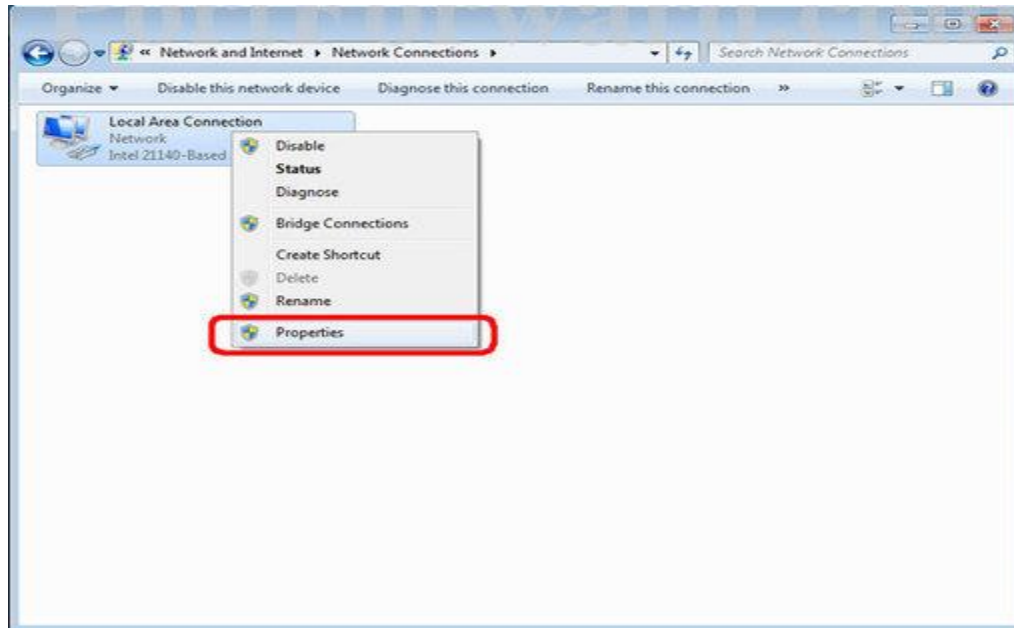 « Network and Internet ▸ Network Connections ▸
Search Network Connections
Organize ▾ Disable this network device Diagnose this connection Rename this connection »
Local Area Connection
Network
Intel 21140-Based
Disable
Status
Diagnose
Bridge Connections
Create Shortcut
Delete
Rename
Properties